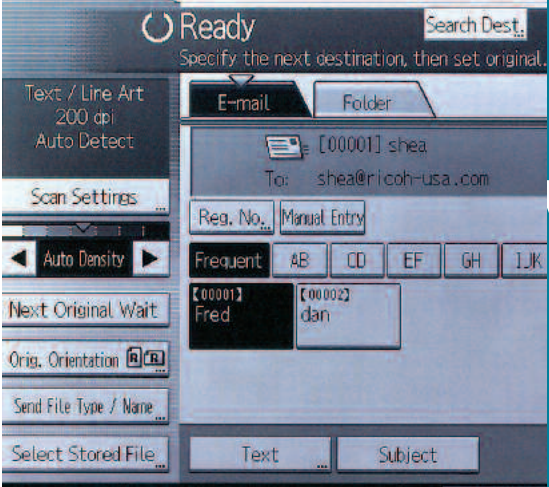 Ready
Search Dest.
Specify the next destination, then set original.
Text / Line Art
200 dpi
Auto Detect
E-mail
Folder
[00001] shea
To: shea@ricoh-usa.com
Scan Settings
Reg. No.
Manual Entry
Auto Density
Frequent
AB
CD
EF
GH
IJK
【00001】
Fred
【00002】
dan
Next Original Wait
Orig. Orientation
R R
Send File Type / Name
Select Stored File
Text
Subject